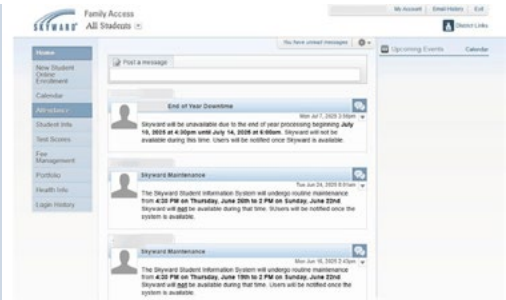 SKYWARD
Family Access
All Students
My Account
Email History
Exit
District Links
Home
New Student
Online
Enrollment
Calendar
Attendance
Student Info
Test Scores
Fee
Management
Portfolio
Health Info
Login History
You have unread messages
Post a message
End of Year Downtime
Mon Jul 7, 2025 3:56pm
Skyward will be unavailable due to the end of year processing beginning July
10, 2025 at 4:30pm until July 14, 2025 at 6:00am. Skyward will not be
available during this time. Users will be notified once Skyward is available.
Skyward Maintenance
Tue Jun 24, 2025 8:01am
The Skyward Student Information System will undergo routine maintenance
from 4:30 PM on Thursday, June 26th to 2 PM on Sunday, June 22nd.
Skyward will not be available during that time. Users will be notified once the
system is available.
Skyward Maintenance
Mon Jun 16, 2025 2:43pm
The Skyward Student Information System will undergo routine maintenance
from 4:30 PM on Thursday, June 19th to 2 PM on Sunday, June 22nd.
Skyward will not be available during that time. Users will be notified once the
system is available.
Upcoming Events
Calendar